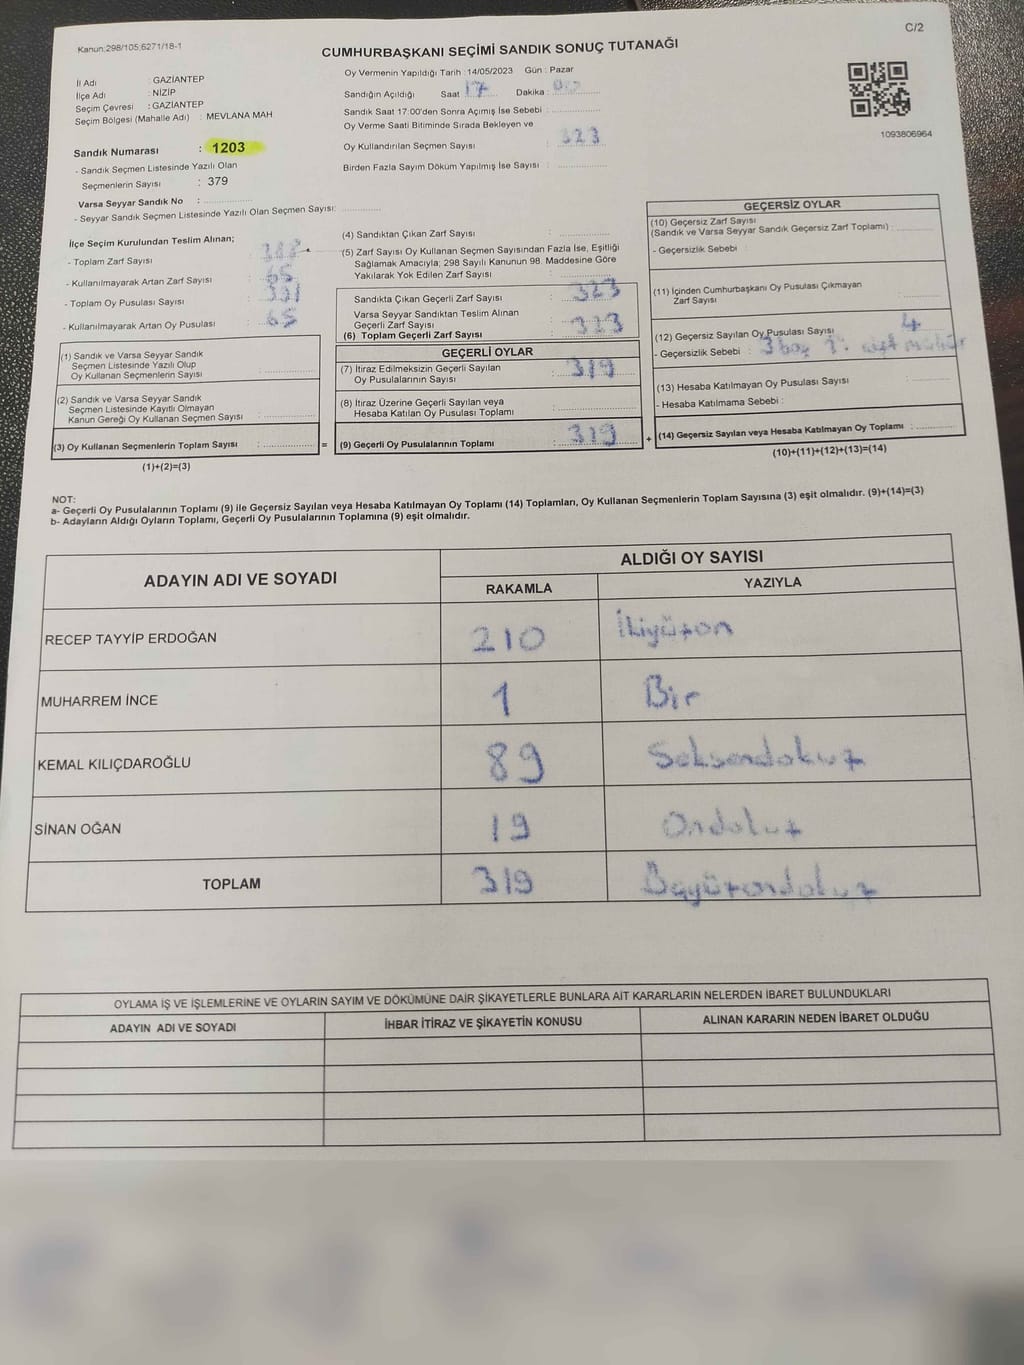 Kanun;298/105;6271/18-1
C/2
CUMHURBAŞKANI SEÇİMİ SANDIK SONUÇ TUTANAĞI
İl Adı : GAZİANTEP
İlçe Adı : NİZİP
Seçim Çevresi : GAZİANTEP
Seçim Bölgesi (Mahalle Adı) : MEVLANA MAH
Sandık Numarası : 1203
- Sandık Seçmen Listesinde Yazılı Olan
Seçmenlerin Sayısı : 379
Varsa Seyyar Sandık No :
- Seyyar Sandık Seçmen Listesinde Yazılı Olan Seçmen Sayısı:
Oy Vermenin Yapıldığı Tarih : 14/05/2023 Gün : Pazar
Sandığın Açıldığı Saat 17 Dakika :
Sandık Saat 17:00'den Sonra Açımış İse Sebebi :
Oy Verme Saati Bitiminde Sırada Bekleyen ve
Oy Kullandırılan Seçmen Sayısı : 323
Birden Fazla Sayım Döküm Yapılmış İse Sayısı :
1093806964
İlçe Seçim Kurulundan Teslim Alınan;
- Toplam Zarf Sayısı :
- Kullanılmayarak Artan Zarf Sayısı : 65
- Toplam Oy Pusulası Sayısı :
- Kullanılmayarak Artan Oy Pusulası : 65
(1) Sandık ve Varsa Seyyar Sandık
Seçmen Listesinde Yazılı Olup
Oy Kullanan Seçmenlerin Sayısı :
(2) Sandık ve Varsa Seyyar Sandık
Seçmen Listesinde Kayıtlı Olmayan
Kanun Gereği Oy Kullanan Seçmen Sayısı :
(3) Oy Kullanan Seçmenlerin Toplam Sayısı : =
(1)+(2)=(3)
(4) Sandıktan Çıkan Zarf Sayısı :
(5) Zarf Sayısı Oy Kullanan Seçmen Sayısından Fazla İse, Eşitliği
Sağlamak Amacıyla; 298 Sayılı Kanunun 98. Maddesine Göre
Yakılarak Yok Edilen Zarf Sayısı :
Sandıkta Çıkan Geçerli Zarf Sayısı : 323
Varsa Seyyar Sandıktan Teslim Alınan
Geçerli Zarf Sayısı :
(6) Toplam Geçerli Zarf Sayısı : 323
GEÇERLİ OYLAR
(7) İtiraz Edilmeksizin Geçerli Sayılan
Oy Pusulalarının Sayısı : 319
(8) İtiraz Üzerine Geçerli Sayılan veya
Hesaba Katılan Oy Pusulası Toplamı :
(9) Geçerli Oy Pusulalarının Toplamı : 319 +
GEÇERSİZ OYLAR
(10) Geçersiz Zarf Sayısı
(Sandık ve Varsa Seyyar Sandık Geçersiz Zarf Toplamı) :
- Geçersizlik Sebebi :
(11) İçinden Cumhurbaşkanı Oy Pusulası Çıkmayan
Zarf Sayısı :
(12) Geçersiz Sayılan Oy Pusulası Sayısı : 4
- Geçersizlik Sebebi : 3 boş
(13) Hesaba Katılmayan Oy Pusulası Sayısı :
- Hesaba Katılmama Sebebi :
(14) Geçersiz Sayılan veya Hesaba Katılmayan Oy Toplamı :
(10)+(11)+(12)+(13)=(14)
NOT:
a- Geçerli Oy Pusulalarının Toplamı (9) ile Geçersiz Sayılan veya Hesaba Katılmayan Oy Toplamı (14) Toplamları, Oy Kullanan Seçmenlerin Toplam Sayısına (3) eşit olmalıdır. (9)+(14)=(3)
b- Adayların Aldığı Oyların Toplamı, Geçerli Oy Pusulalarının Toplamına (9) eşit olmalıdır.
ADAYIN ADI VE SOYADI
ALDIĞI OY SAYISI
RAKAMLA YAZIYLA
RECEP TAYYİP ERDOĞAN 210 İkiyüzon
MUHARREM İNCE 1 Bir
KEMAL KILIÇDAROĞLU 89 Seksendokuz
SİNAN OĞAN 19 Ondokuz
TOPLAM 319 Üçyüzondokuz
OYLAMA İŞ VE İŞLEMLERİNE VE OYLARIN SAYIM VE DÖKÜMÜNE DAİR ŞİKAYETLERLE BUNLARA AİT KARARLARIN NELERDEN İBARET BULUNDUKLARI
ADAYIN ADI VE SOYADI
İHBAR İTİRAZ VE ŞİKAYETİN KONUSU
ALINAN KARARIN NEDEN İBARET OLDUĞU